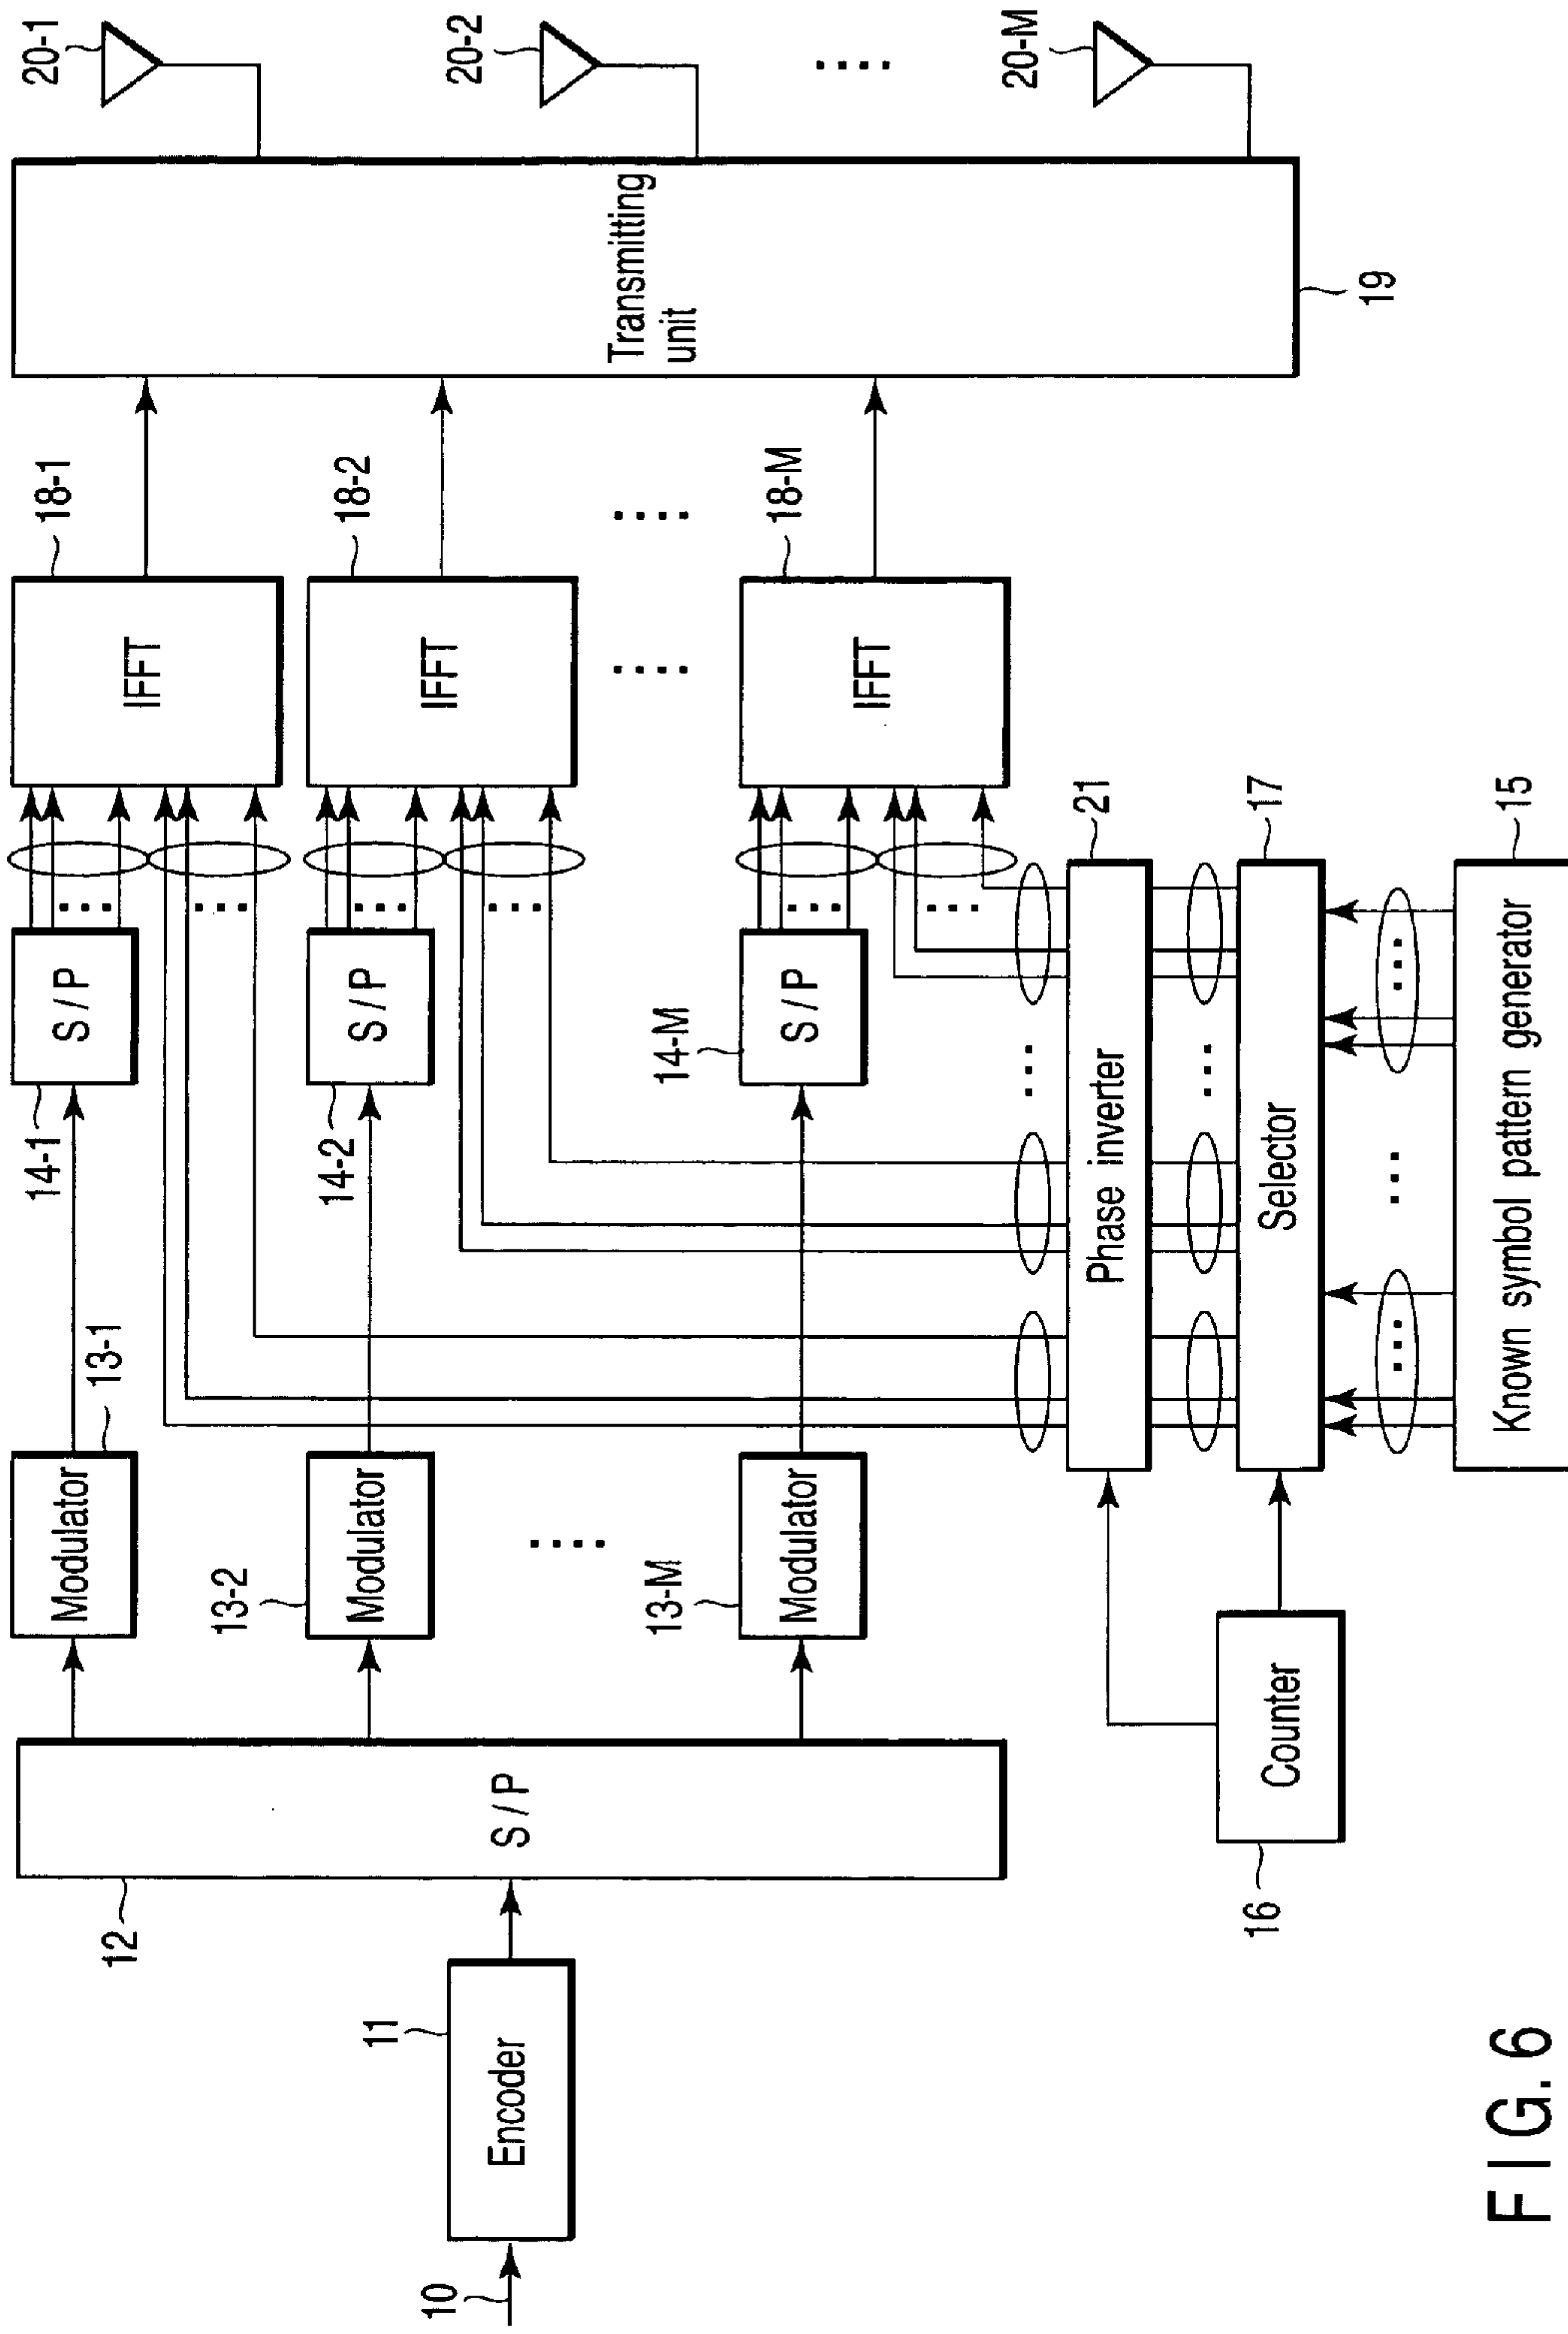 10
Encoder
11
S/P
12
Modulator
13-1
Modulator
13-2
....
Modulator
13-M
S/P
14-1
S/P
14-2
S/P
14-M
...
...
...
...
...
...
IFFT
18-1
IFFT
18-2
....
....
IFFT
18-M
Transmitting
unit
19
20-1
20-2
....
20-M
Counter
16
Phase inverter
21
...
...
Selector
17
...
...
...
Known symbol pattern generator
15
FIG. 6